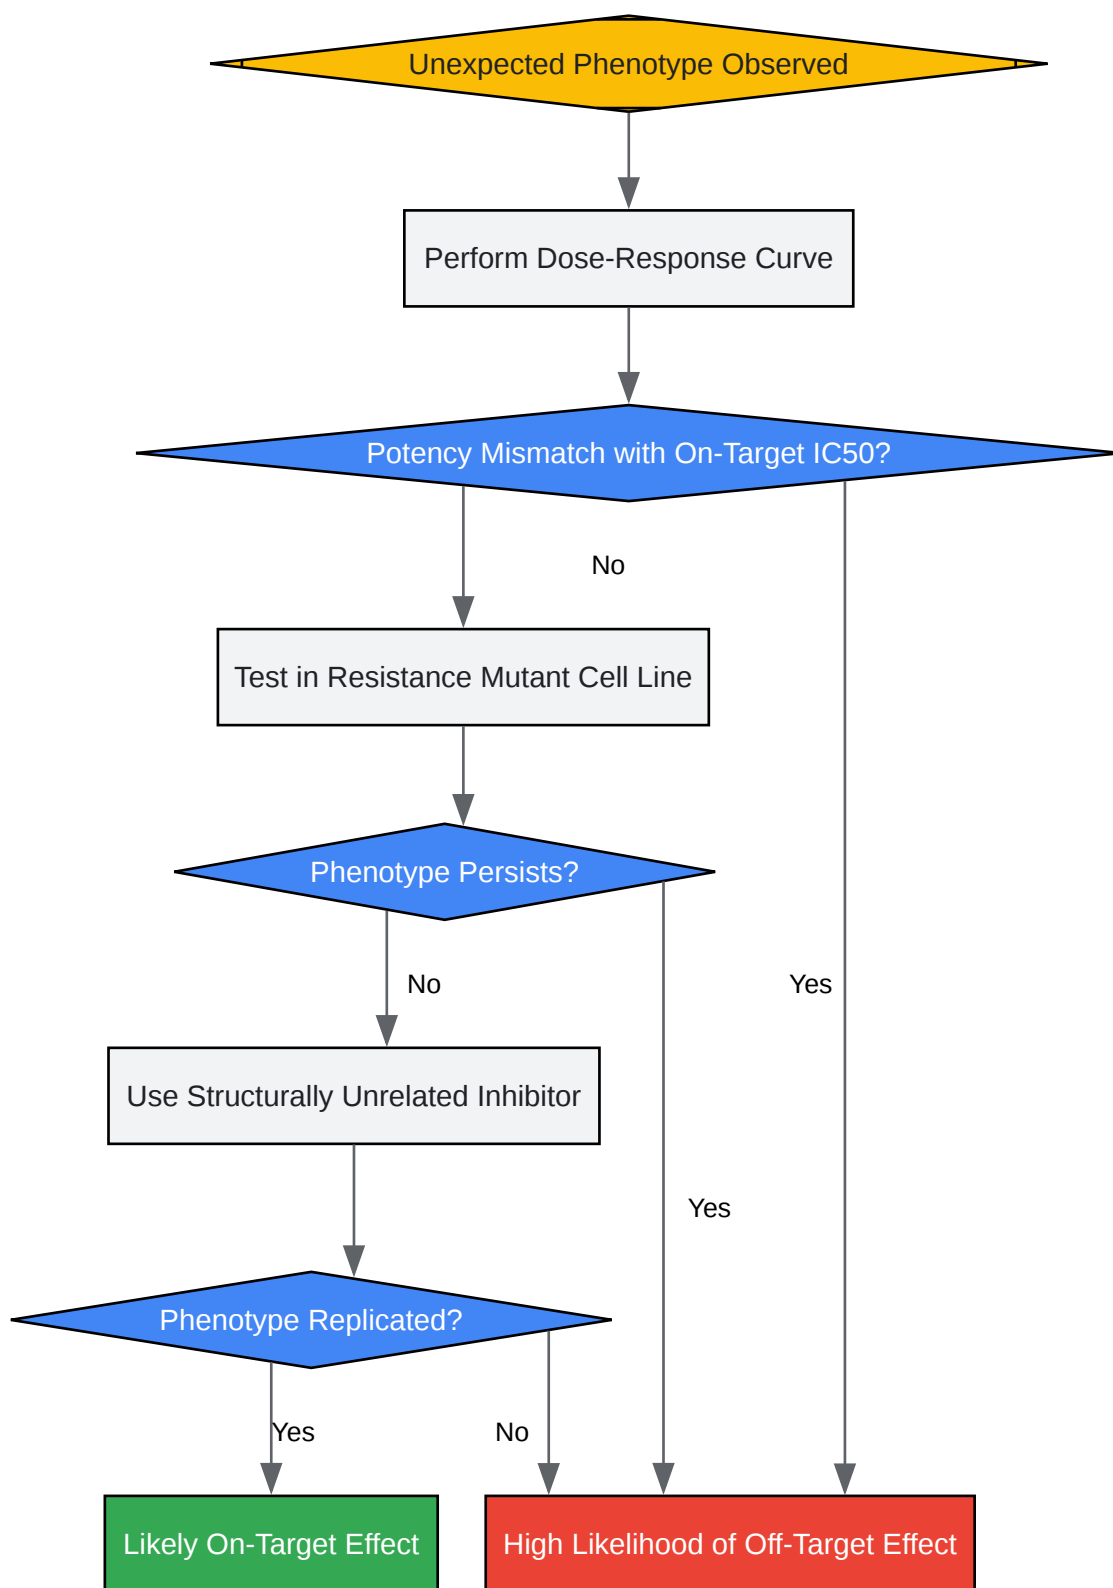 Unexpected Phenotype Observed
Perform Dose-Response Curve
Potency Mismatch with On-Target IC50?
No
Test in Resistance Mutant Cell Line
Phenotype Persists?
No
Yes
Use Structurally Unrelated Inhibitor
Yes
Phenotype Replicated?
Yes
No
Likely On-Target Effect
High Likelihood of Off-Target Effect